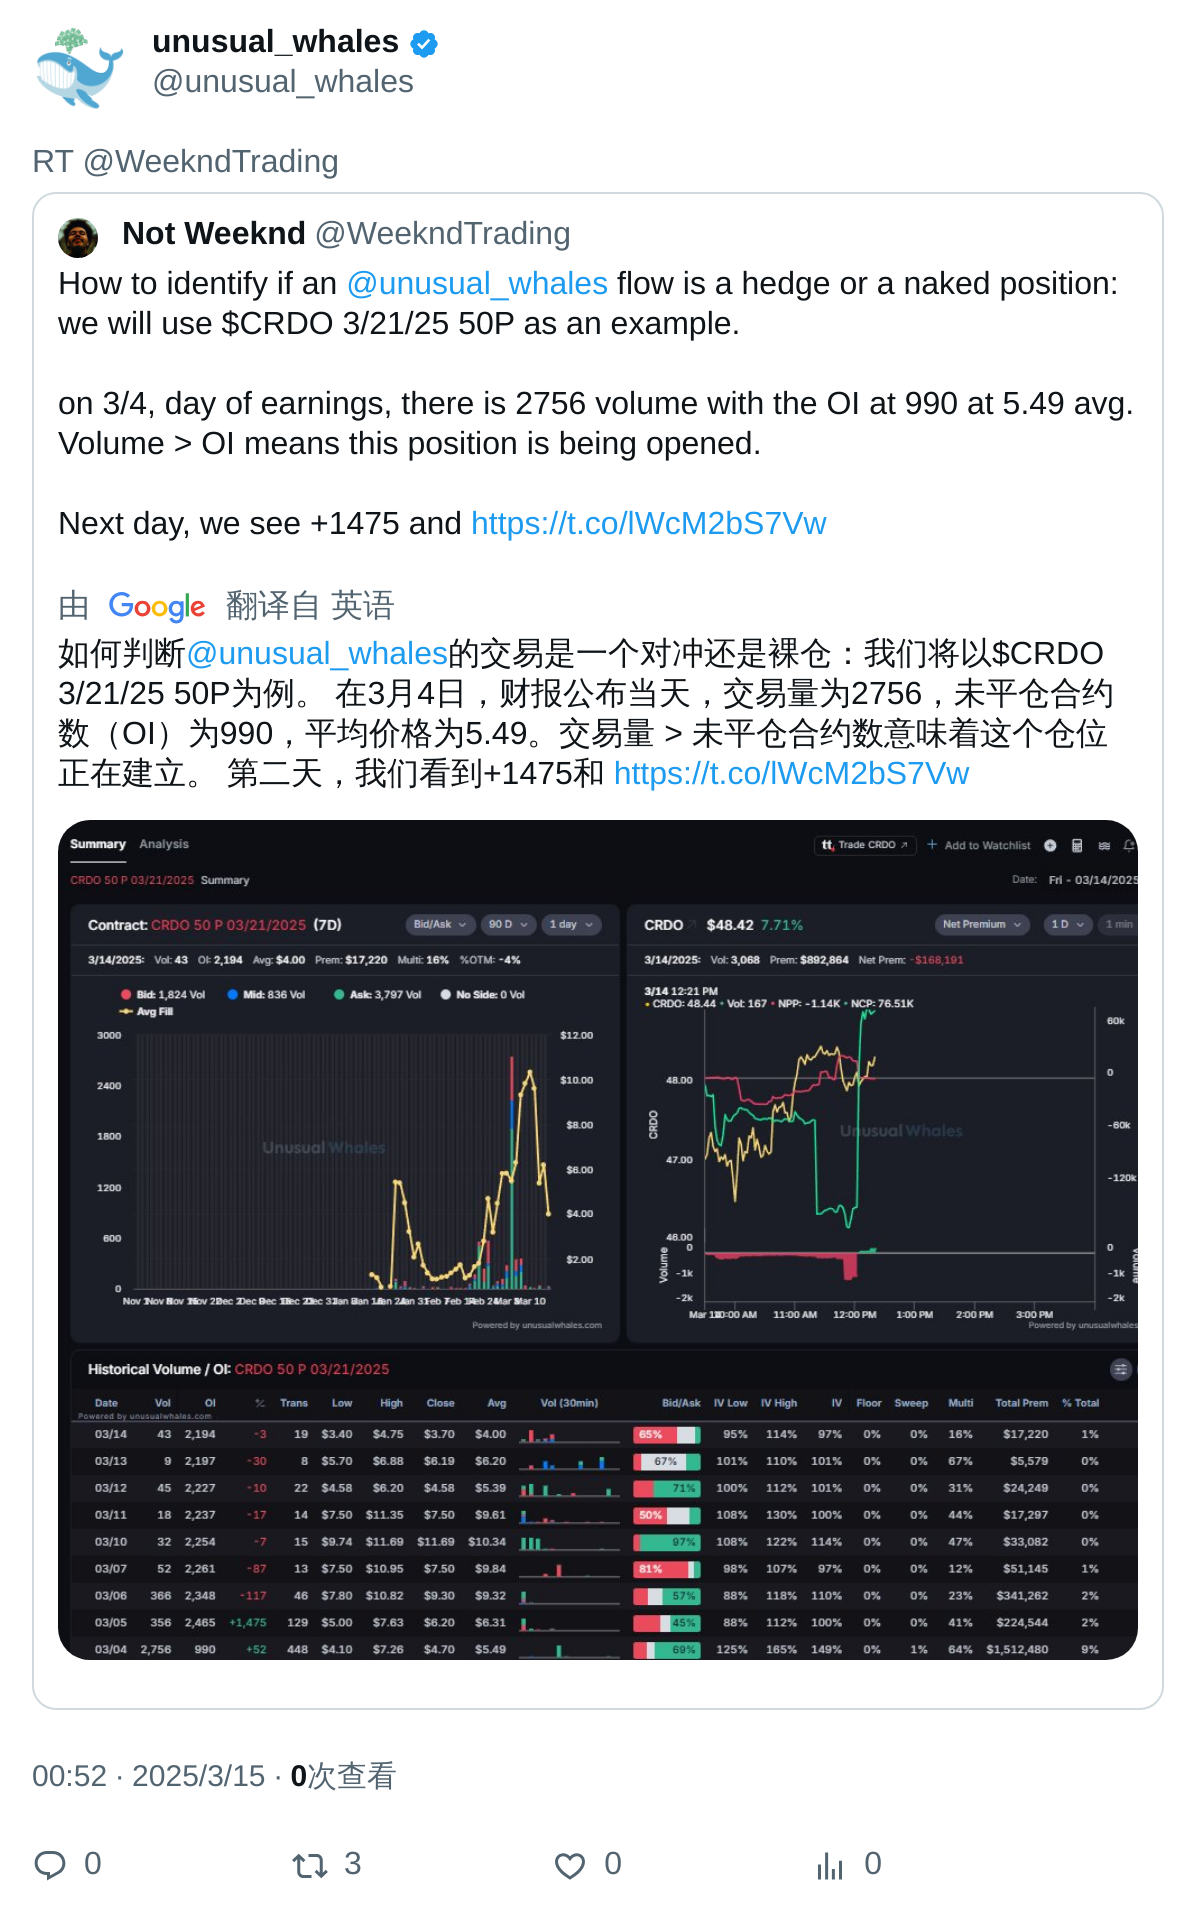 unusual_whales
@unusual_whales
RT @WeekndTrading
Not Weeknd @WeekndTrading
How to identify if an @unusual_whales flow is a hedge or a naked position:
we will use $CRDO 3/21/25 50P as an example.
on 3/4, day of earnings, there is 2756 volume with the OI at 990 at 5.49 avg.
Volume > OI means this position is being opened.
Next day, we see +1475 and https://t.co/lWcM2bS7Vw
由 Google 翻译自 英语
如何判断@unusual_whales的交易是一个对冲还是裸仓：我们将以$CRDO
3/21/25 50P为例。 在3月4日，财报公布当天，交易量为2756，未平仓合约
数（OI）为990，平均价格为5.49。交易量 > 未平仓合约数意味着这个仓位
正在建立。 第二天，我们看到+1475和 https://t.co/lWcM2bS7Vw
Summary Analysis
tt, Trade CRDO Add to Watchlist
CRDO 50 P 03/21/2025 Summary
Date: Fri - 03/14/2025
Contract: CRDO 50 P 03/21/2025 (7D)
Bid/Ask 90 D 1 day
3/14/2025: Vol: 43 OI: 2,194 Avg: $4.00 Prem: $17,220 Multi: 16% %OTM: -4%
Bid: 1,824 Vol Mid: 836 Vol Ask: 3,797 Vol No Side: 0 Vol
Avg Fill
3000
2400
1800
1200
600
0
$12.00
$10.00
$8.00
$6.00
$4.00
$2.00
Unusual Whales
Powered by unusualwhales.com
CRDO $48.42 7.71%
Net Premium 1 D 1 min
3/14/2025: Vol: 3,068 Prem: $892,864 Net Prem: -$168,191
3/14 12:21 PM
CRDO: 48.44 • Vol: 167 • NPP: -1.14K • NCP: 76.51K
60k
0
-60k
-120k
48.00
47.00
46.00
CRDO
Unusual Whales
Volume
0
-1k
-2k
0
-1k
-2k
11:00 AM 12:00 PM 1:00 PM 2:00 PM 3:00 PM
Powered by unusualwhales
Historical Volume / OI: CRDO 50 P 03/21/2025
Date Vol OI % Trans Low High Close Avg Vol (30min) Bid/Ask IV Low IV High IV Floor Sweep Multi Total Prem % Total
Powered by unusualwhales.com
03/14 43 2,194 -3 19 $3.40 $4.75 $3.70 $4.00 65% 95% 114% 97% 0% 0% 16% $17,220 1%
03/13 9 2,197 -30 8 $5.70 $6.88 $6.19 $6.20 67% 101% 110% 101% 0% 0% 67% $5,579 0%
03/12 45 2,227 -10 22 $4.58 $6.20 $4.58 $5.39 71% 100% 112% 101% 0% 0% 31% $24,249 0%
03/11 18 2,237 -17 14 $7.50 $11.35 $7.50 $9.61 50% 108% 130% 100% 0% 0% 44% $17,297 0%
03/10 32 2,254 -7 15 $9.74 $11.69 $11.69 $10.34 97% 108% 122% 114% 0% 0% 47% $33,082 0%
03/07 52 2,261 -87 13 $7.50 $10.95 $7.50 $9.84 81% 98% 107% 97% 0% 0% 12% $51,145 1%
03/06 366 2,348 -117 46 $7.80 $10.82 $9.30 $9.32 57% 88% 118% 110% 0% 0% 23% $341,262 2%
03/05 356 2,465 +1,475 129 $5.00 $7.63 $6.20 $6.31 45% 88% 112% 100% 0% 0% 41% $224,544 2%
03/04 2,756 990 +52 448 $4.10 $7.26 $4.70 $5.49 69% 125% 165% 149% 0% 1% 64% $1,512,480 9%
00:52 · 2025/3/15 · 0次查看
0 3 0 0